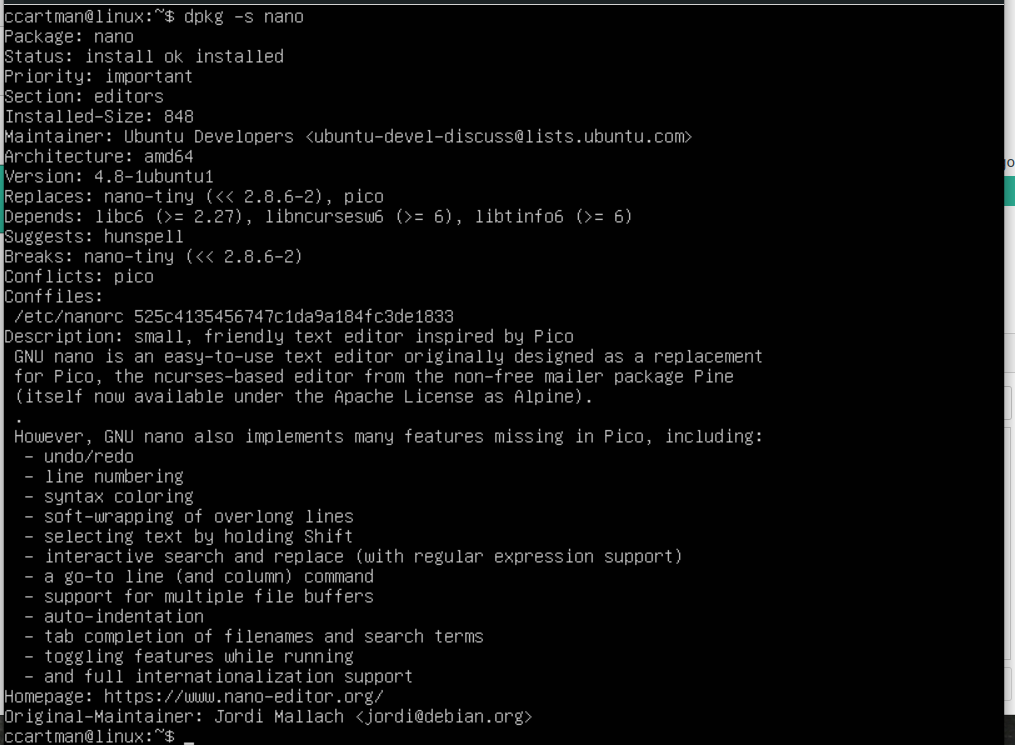 ccartman@linux:~$ dpkg -s nano
Package: nano
Status: install ok installed
Priority: important
Section: editors
Installed-Size: 848
Maintainer: Ubuntu Developers <ubuntu-devel-discuss@lists.ubuntu.com>
Architecture: amd64
Version: 4.8-1ubuntu1
Replaces: nano-tiny (<< 2.8.6-2), pico
Depends: libc6 (>= 2.27), libncursesw6 (>= 6), libtinfo6 (>= 6)
Suggests: hunspell
Breaks: nano-tiny (<< 2.8.6-2)
Conflicts: pico
Conffiles:
 /etc/nanorc 525c4135456747c1da9a184fc3de1833
Description: small, friendly text editor inspired by Pico
 GNU nano is an easy-to-use text editor originally designed as a replacement
 for Pico, the ncurses-based editor from the non-free mailer package Pine
 (itself now available under the Apache License as Alpine).
 .
 However, GNU nano also implements many features missing in Pico, including:
  - undo/redo
  - line numbering
  - syntax coloring
  - soft-wrapping of overlong lines
  - selecting text by holding Shift
  - interactive search and replace (with regular expression support)
  - a go-to line (and column) command
  - support for multiple file buffers
  - auto-indentation
  - tab completion of filenames and search terms
  - toggling features while running
  - and full internationalization support
Homepage: https://www.nano-editor.org/
Original-Maintainer: Jordi Mallach <jordi@debian.org>
ccartman@linux:~$ _